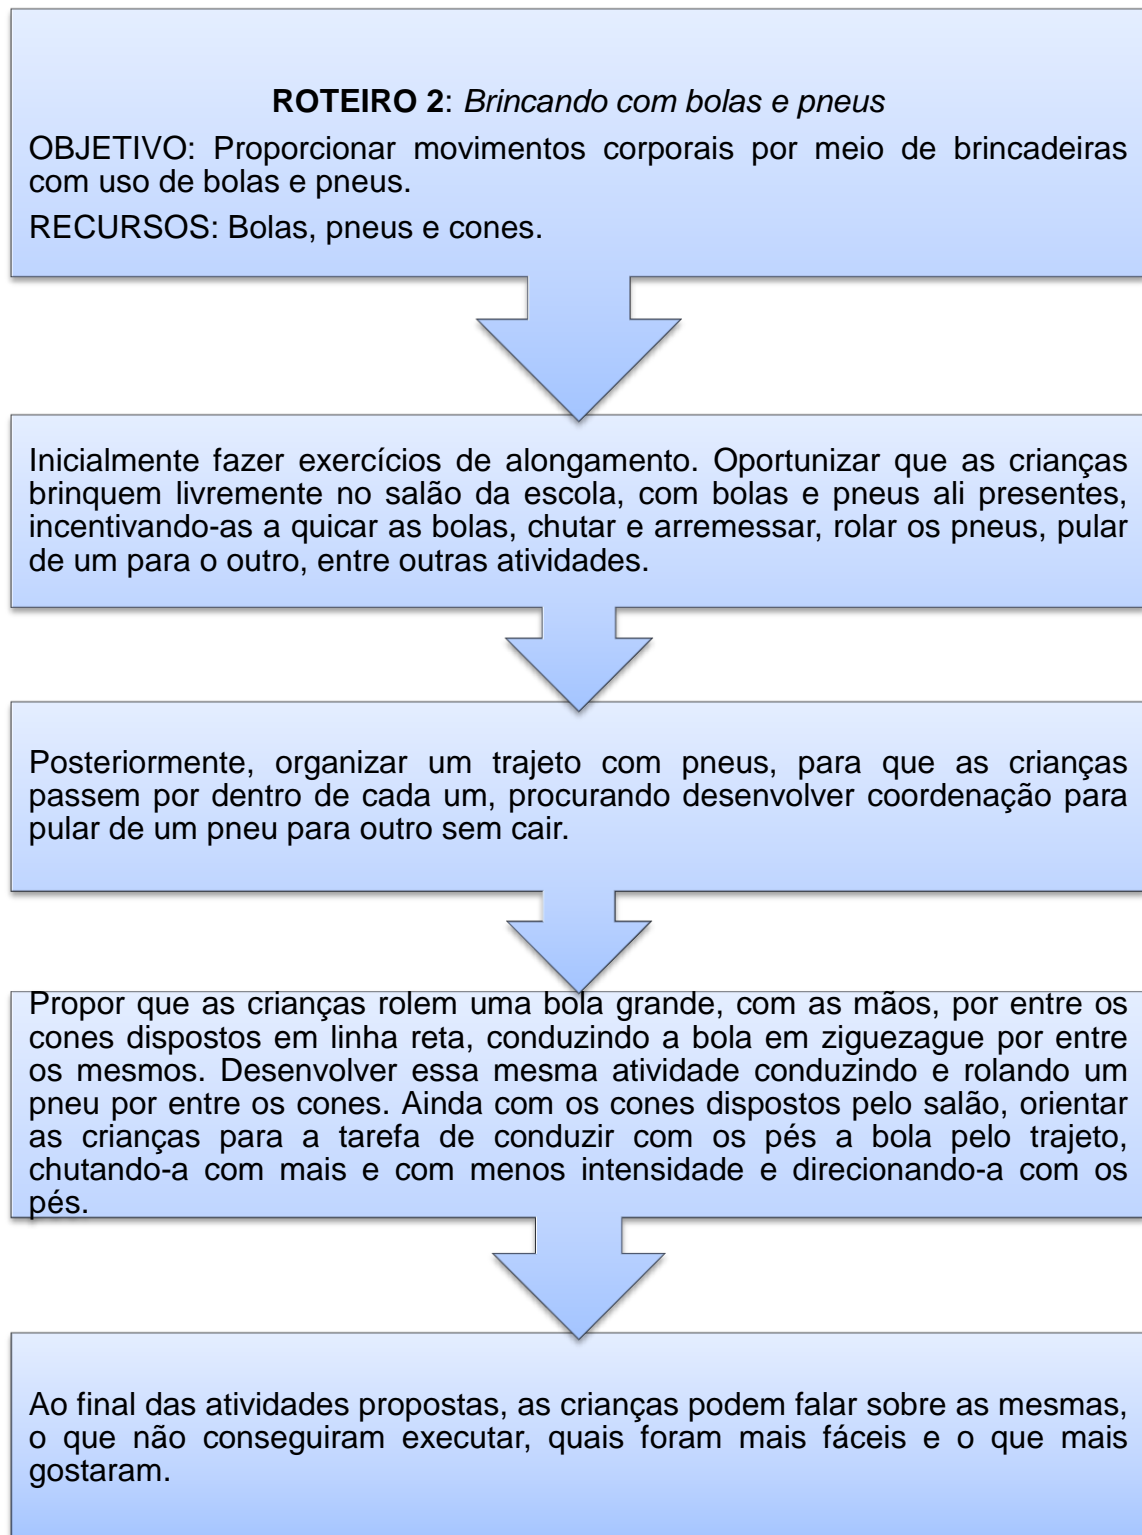 ROTEIRO 2: Brincando com bolas e pneus
OBJETIVO: Proporcionar movimentos corporais por meio de brincadeiras
com uso de bolas e pneus.
RECURSOS: Bolas, pneus e cones.
Inicialmente fazer exercícios de alongamento. Oportunizar que as crianças
brinquem livremente no salão da escola, com bolas e pneus ali presentes,
incentivando-as a quicar as bolas, chutar e arremessar, rolar os pneus, pular
de um para o outro, entre outras atividades.
Posteriormente, organizar um trajeto com pneus, para que as crianças
passem por dentro de cada um, procurando desenvolver coordenação para
pular de um pneu para outro sem cair.
Propor que as crianças rolem uma bola grande, com as mãos, por entre os
cones dispostos em linha reta, conduzindo a bola em ziguezague por entre
os mesmos. Desenvolver essa mesma atividade conduzindo e rolando um
pneu por entre os cones. Ainda com os cones dispostos pelo salão, orientar
as crianças para a tarefa de conduzir com os pés a bola pelo trajeto,
chutando-a com mais e com menos intensidade e direcionando-a com os
pés.
Ao final das atividades propostas, as crianças podem falar sobre as mesmas,
o que não conseguiram executar, quais foram mais fáceis e o que mais
gostaram.